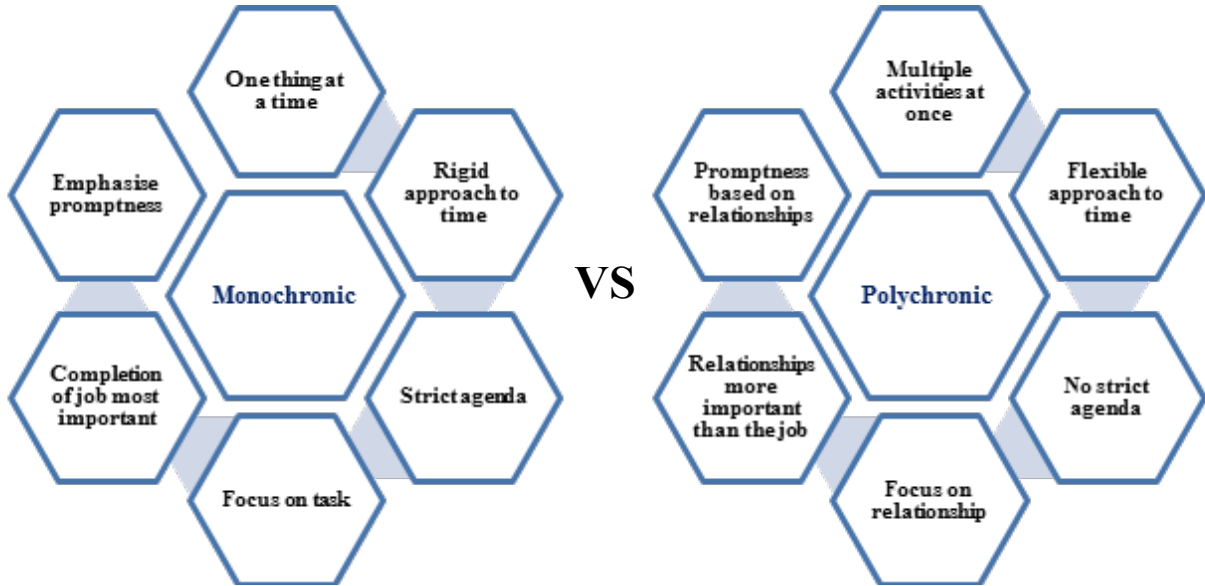 One thing at
a time
Rigid
approach to
time
Strict agenda
Focus on task
Completion
of job most
important
Emphasise
promptness
Monochronic
VS
Multiple
activities at
once
Flexible
approach to
time
No strict
agenda
Focus on
relationship
Relationships
more
important
than the job
Promptness
based on
relationships
Polychronic